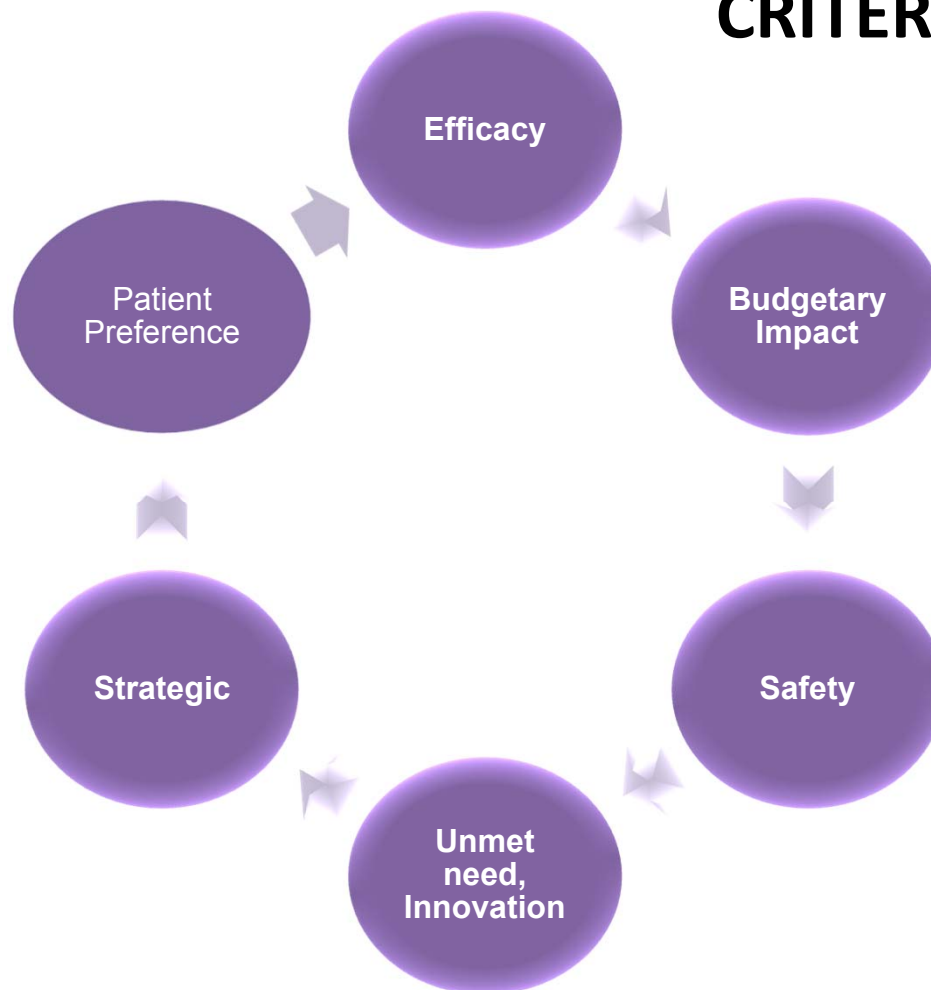 CRITER
Efficacy
Budgetary
Impact
Safety
Unmet
need,
Innovation
Strategic
Patient
Preference